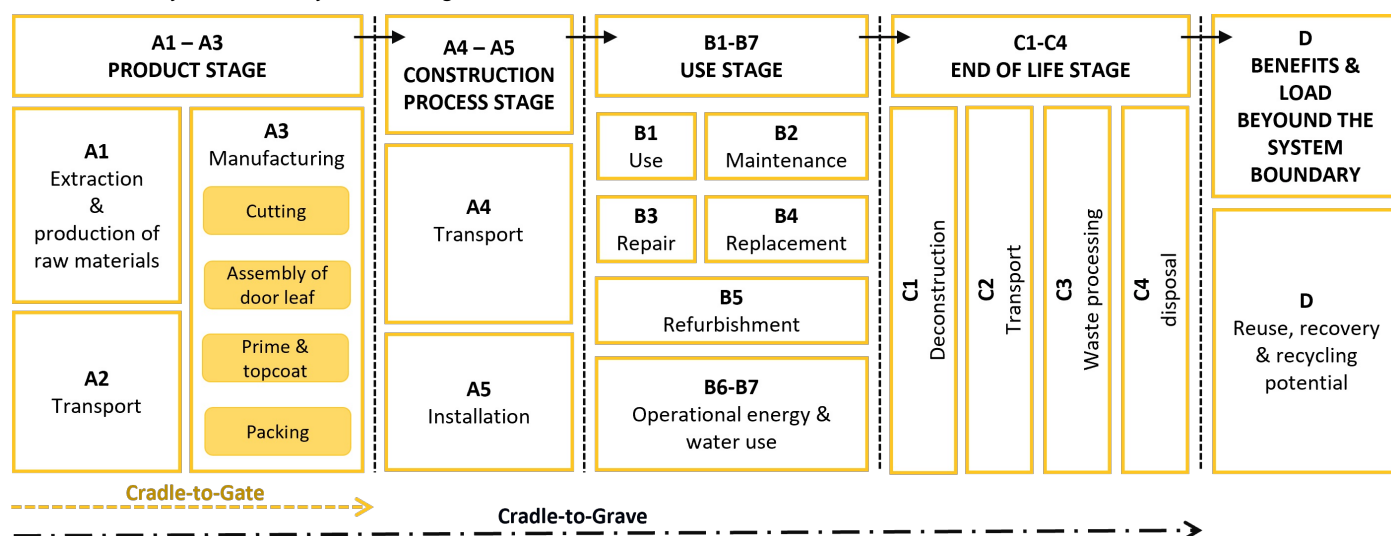 A1 – A3
PRODUCT STAGE
A4 – A5
CONSTRUCTION
PROCESS STAGE
B1-B7
USE STAGE
C1-C4
END OF LIFE STAGE
D
BENEFITS &
LOAD
BEYOUND THE
SYSTEM
BOUNDARY
A1
Extraction
&
production of
raw materials
A2
Transport
A3
Manufacturing
Cutting
Assembly of
door leaf
Prime &
topcoat
Packing
A4
Transport
A5
Installation
B1
Use
B2
Maintenance
B3
Repair
B4
Replacement
B5
Refurbishment
B6-B7
Operational energy &
water use
C1
Deconstruction
C2
Transport
C3
Waste processing
C4
disposal
D
Reuse, recovery
& recycling
potential
Cradle-to-Gate
Cradle-to-Grave